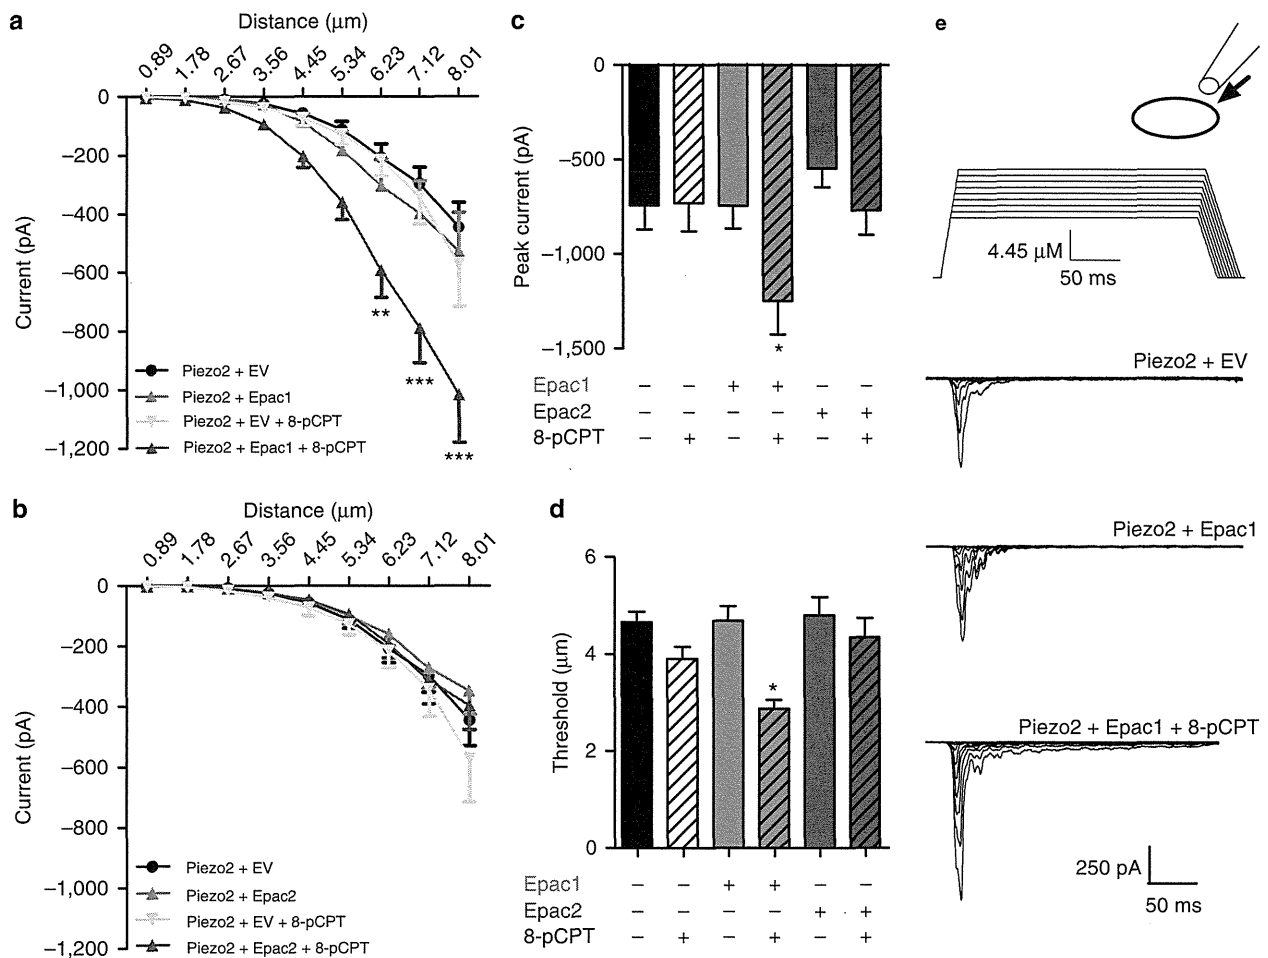 a
Distance (μm)
0.89 1.78 2.67 3.56 4.45 5.34 6.23 7.12 8.01
Current (pA)
0
–200
–400
–600
–800
–1,000
–1,200
**
***
***
Piezo2 + EV
Piezo2 + Epac1
Piezo2 + EV + 8-pCPT
Piezo2 + Epac1 + 8-pCPT
b
Distance (μm)
0.89 1.78 2.67 3.56 4.45 5.34 6.23 7.12 8.01
Current (pA)
0
–200
–400
–600
–800
–1,000
–1,200
Piezo2 + EV
Piezo2 + Epac2
Piezo2 + EV + 8-pCPT
Piezo2 + Epac2 + 8-pCPT
c
Peak current (pA)
0
–500
–1,000
–1,500
*
Epac1 – – + + – –
Epac2 – – – – + +
8-pCPT – + – + – +
d
Threshold (μm)
6
4
2
0
*
Epac1 – – + + – –
Epac2 – – – – + +
8-pCPT – + – + – +
e
4.45 μM
50 ms
Piezo2 + EV
Piezo2 + Epac1
Piezo2 + Epac1 + 8-pCPT
250 pA
50 ms